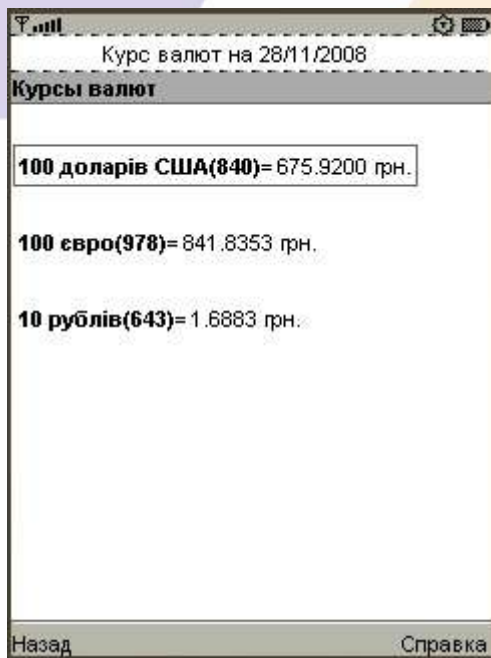 Курс валют на 28/11/2008
Курсы валют
100 доларів США(840)= 675.9200 грн.
100 євро(978)= 841.8353 грн.
10 рублів(643)= 1.6883 грн.
Назад Справка